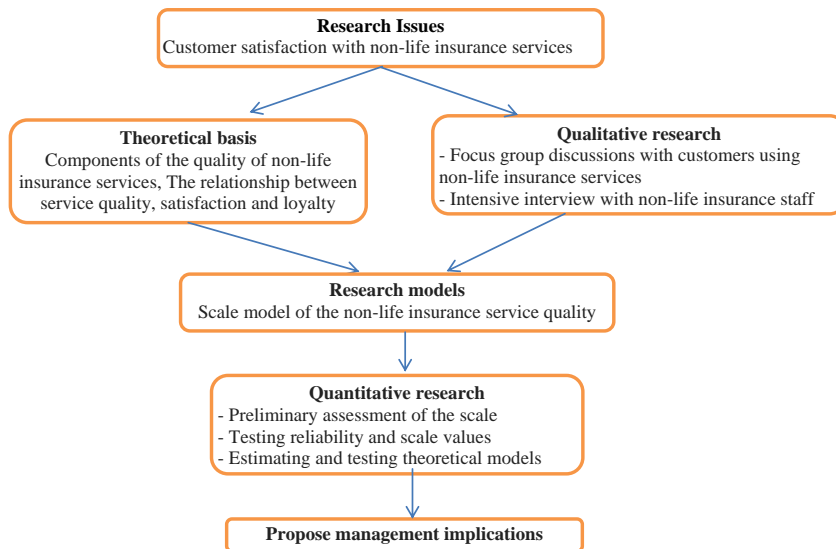 Research Issues
Customer satisfaction with non-life insurance services
Theoretical basis
Components of the quality of non-life
insurance services, The relationship between
service quality, satisfaction and loyalty
Qualitative research
- Focus group discussions with customers using
non-life insurance services
- Intensive interview with non-life insurance staff
Research models
Scale model of the non-life insurance service quality
Quantitative research
- Preliminary assessment of the scale
- Testing reliability and scale values
- Estimating and testing theoretical models
Propose management implications